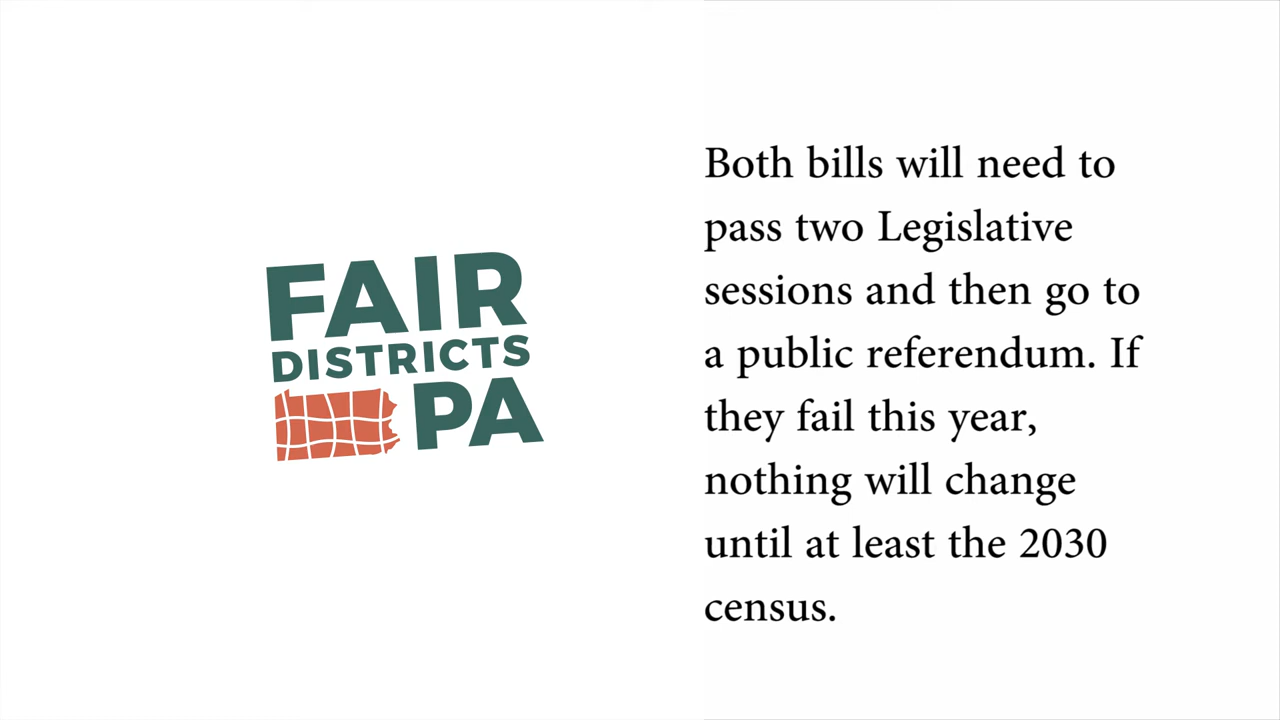 FAIR
DISTRICTS
PA
Both bills will need to
pass two Legislative
sessions and then go to
a public referendum. If
they fail this year,
nothing will change
until at least the 2030
census.